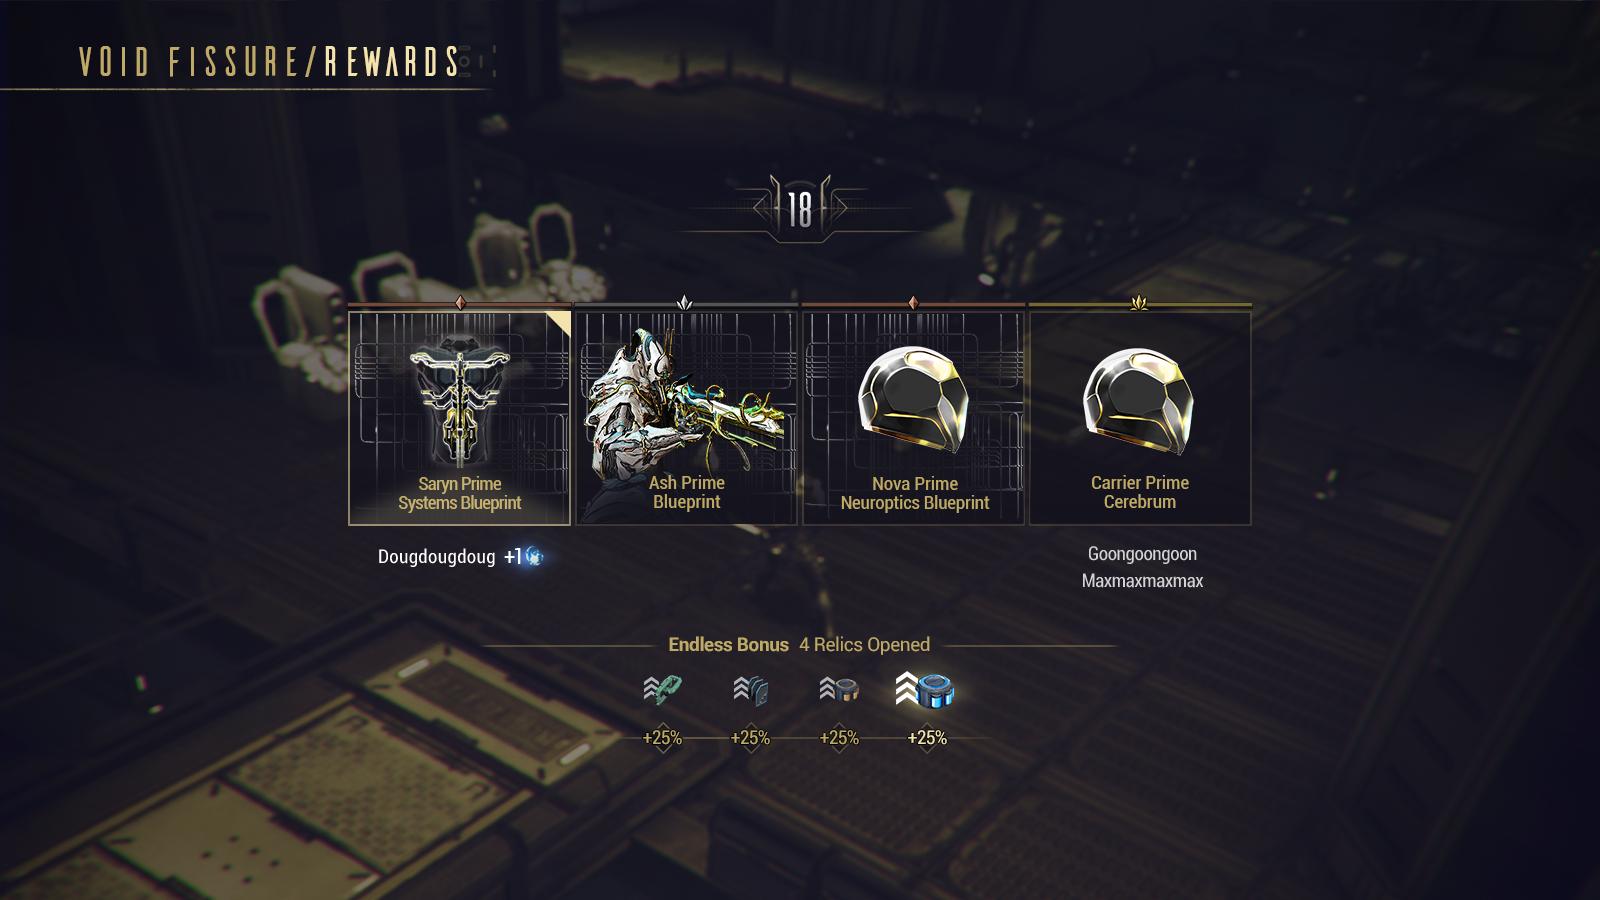 VOID FISSURE/REWARDS
18
Saryn Prime
Systems Blueprint
Ash Prime
Blueprint
Nova Prime
Neuroptics Blueprint
Carrier Prime
Cerebrum
Dougdougdoug +1
Goongoongoon
Maxmaxmaxmax
Endless Bonus 4 Relics Opened
+25% +25% +25% +25%